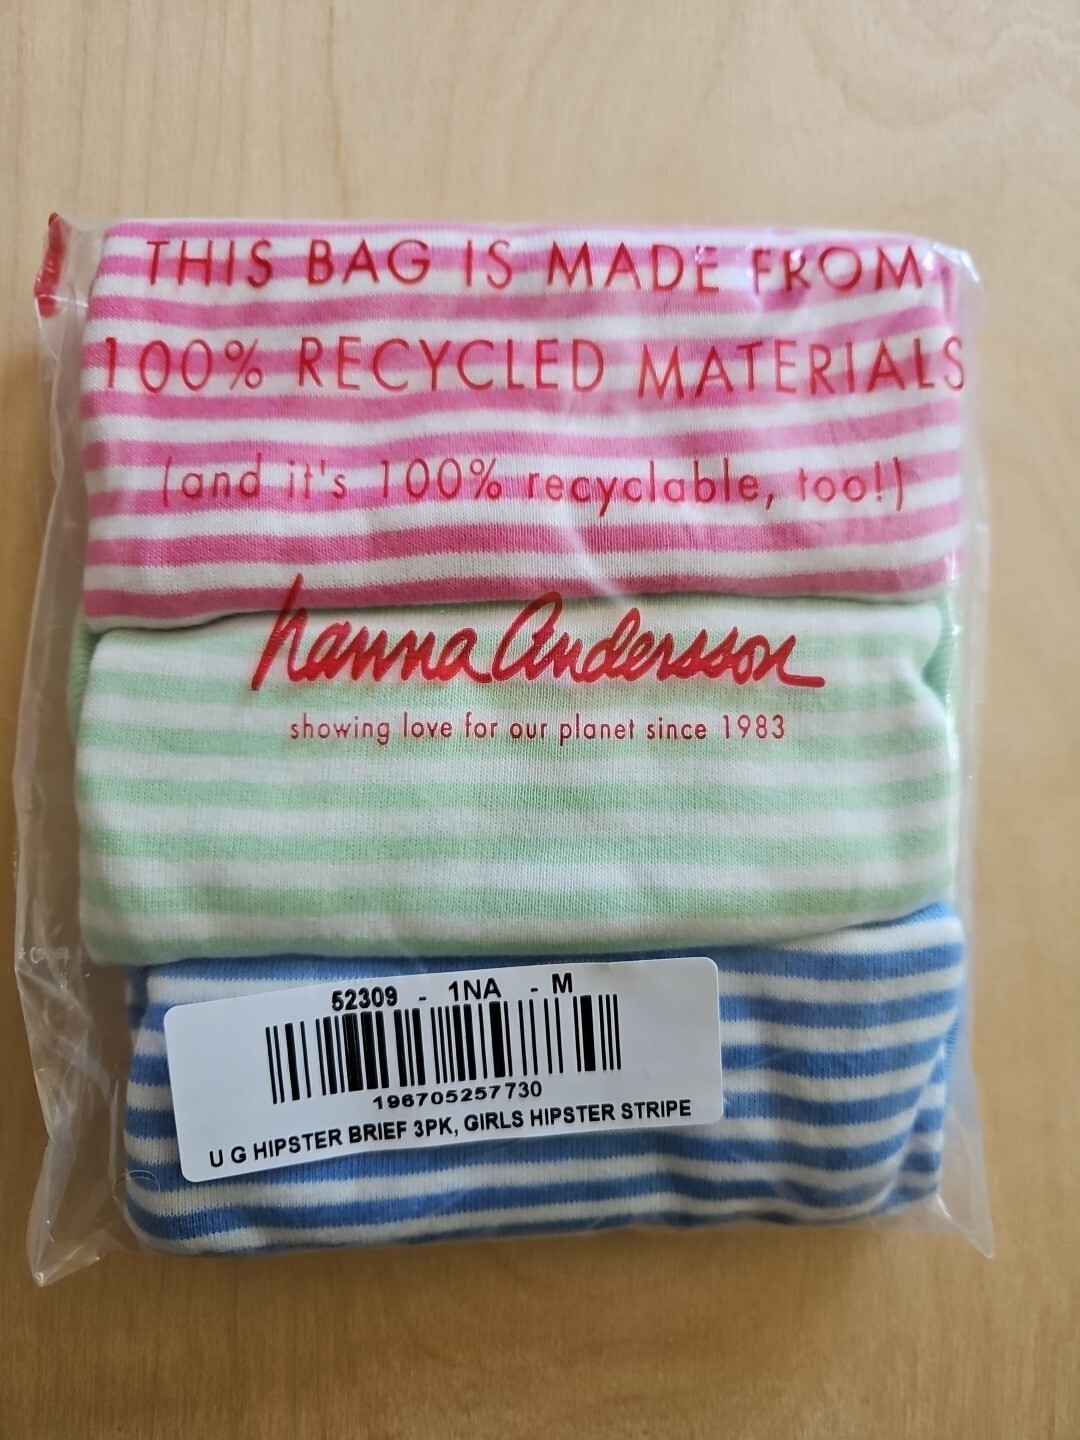 THIS BAG IS MADE FROM
100% RECYCLED MATERIALS
(and it's 100% recyclable, too!)
hanna Andersson
showing love for our planet since 1983
52309 - 1NA - M
196705257730
U G HIPSTER BRIEF 3PK, GIRLS HIPSTER STRIPE